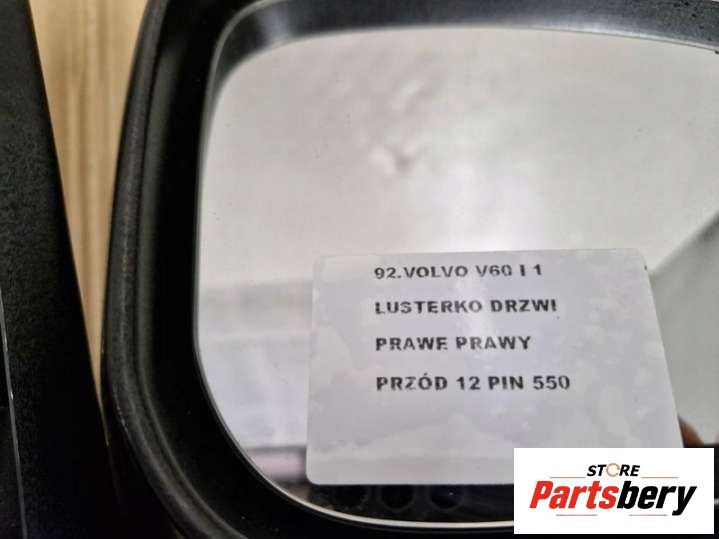 92.VOLVO V60 I 1
LUSTERKO DRZWI
PRAWE PRAWY
PRZÓD 12 PIN 550
STORE
Partsbery